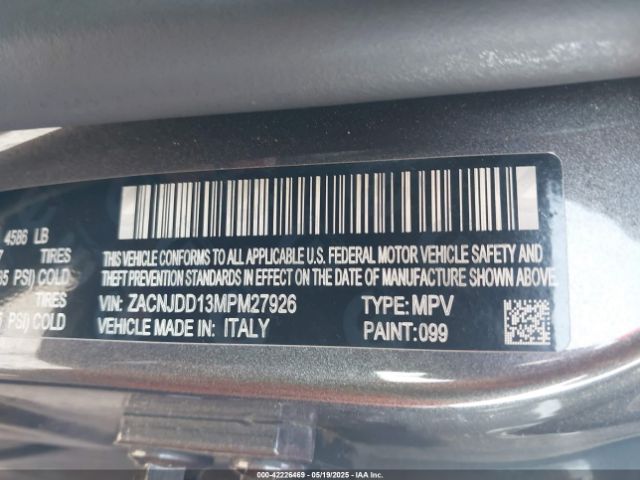 4586 LB
TIRES
PSI) COLD
PSI) COLD
THIS VEHICLE CONFORMS TO ALL APPLICABLE U.S. FEDERAL MOTOR VEHICLE SAFETY AND
THEFT PREVENTION STANDARDS IN EFFECT ON THE DATE OF MANUFACTURE SHOWN ABOVE.
VIN: ZACNJDD13MPM27926 TYPE: MPV
VEHICLE MADE IN: ITALY PAINT: 099
000-42226469 - 05/19/2025 - Copyright © 2025 IAA, Inc.